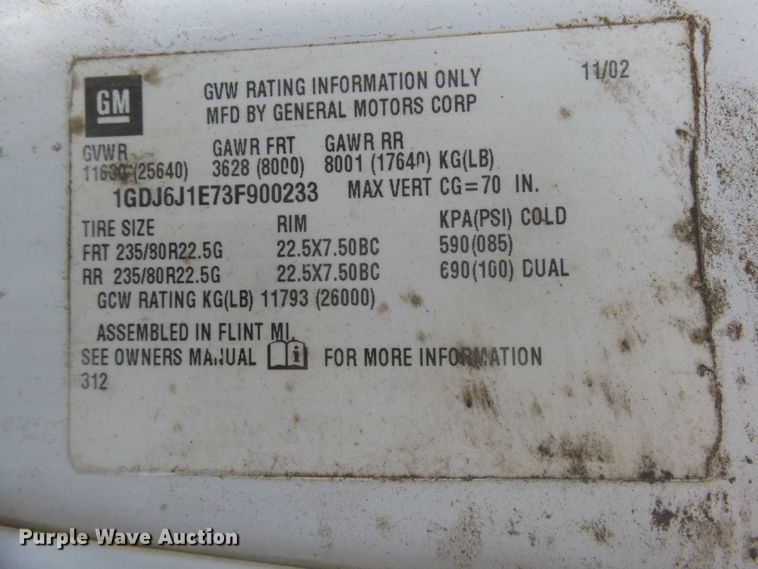 GM
GVW RATING INFORMATION ONLY 11/02
MFD BY GENERAL MOTORS CORP
GVWR GAWR FRT GAWR RR
11630 (25640) 3628 (8000) 8001 (17640) KG(LB)
1GDJ6J1E73F900233 MAX VERT CG=70 IN.
TIRE SIZE RIM KPA(PSI) COLD
FRT 235/80R22.5G 22.5X7.50BC 590(085)
RR 235/80R22.5G 22.5X7.50BC 690(100) DUAL
GCW RATING KG(LB) 11793 (26000)
ASSEMBLED IN FLINT MI.
SEE OWNERS MANUAL i FOR MORE INFORMATION
312
Purple Wave Auction